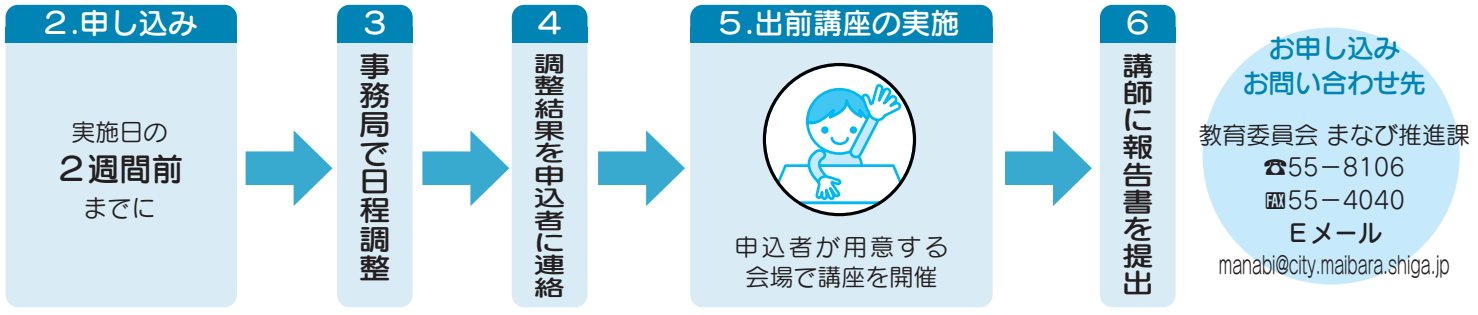 2.申し込み
実施日の
2週間前
までに
3
事務局で日程調整
4
調整結果を申込者に連絡
5.出前講座の実施
申込者が用意する
会場で講座を開催
6
講師に報告書を提出
お申し込み
お問い合わせ先
教育委員会 まなび推進課
☎55-8106
FAX55-4040
Eメール
manabi@city.maibara.shiga.jp